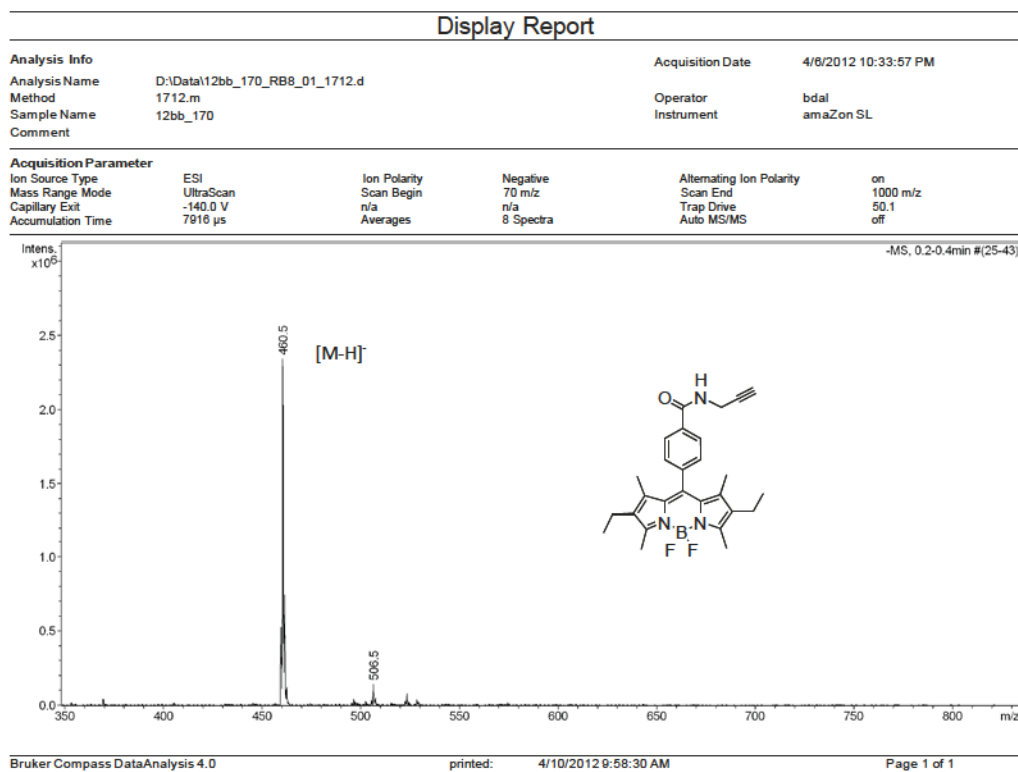 Display Report
Analysis Info Acquisition Date 4/6/2012 10:33:57 PM
Analysis Name D:\Data\12bb_170_RB8_01_1712.d
Method 1712.m Operator bdal
Sample Name 12bb_170 Instrument amaZon SL
Comment
Acquisition Parameter
Ion Source Type ESI Ion Polarity Negative Alternating Ion Polarity on
Mass Range Mode UltraScan Scan Begin 70 m/z Scan End 1000 m/z
Capillary Exit -140.0 V n/a n/a Trap Drive 50.1
Accumulation Time 7916 µs Averages 8 Spectra Auto MS/MS off
Intens. -MS, 0.2-0.4min #(25-43)
x10⁶
2.5
460.5
[M-H]⁻
2.0
H
O N
1.5
N B N
F F
1.0
0.5
506.5
0.0
350 400 450 500 550 600 650 700 750 800 m/z
Bruker Compass DataAnalysis 4.0 printed: 4/10/2012 9:58:30 AM Page 1 of 1